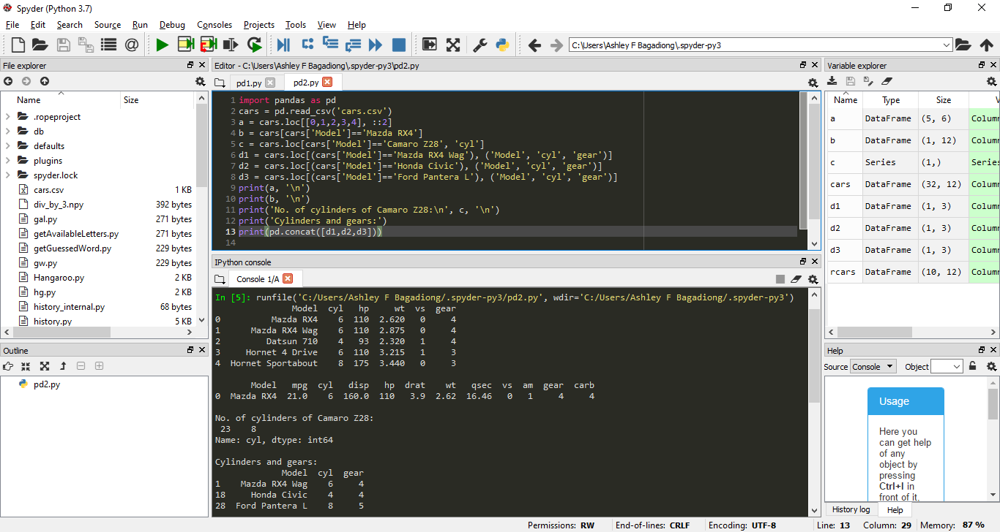 Spyder (Python 3.7)
File Edit Search Source Run Debug Consoles Projects Tools View Help
C:\Users\Ashley F Bagadiong\.spyder-py3
File explorer
Name Size
.ropeproject
db
defaults
plugins
spyder.lock
cars.csv 1 KB
div_by_3.npy 392 bytes
gal.py 271 bytes
getAvailableLetters.py 271 bytes
getGuessedWord.py 229 bytes
gw.py 229 bytes
Hangaroo.py 2 KB
hg.py 2 KB
history_internal.py 68 bytes
history.py 5 KB
Outline
pd2.py
Editor - C:\Users\Ashley F Bagadiong\.spyder-py3\pd2.py
pd1.py pd2.py
1 import pandas as pd
2 cars = pd.read_csv('cars.csv')
3 a = cars.loc[[0,1,2,3,4], ::2]
4 b = cars[cars['Model']=='Mazda RX4']
5 c = cars.loc[cars['Model']=='Camaro Z28', 'cyl']
6 d1 = cars.loc[(cars['Model']=='Mazda RX4 Wag'), ('Model', 'cyl', 'gear')]
7 d2 = cars.loc[(cars['Model']=='Honda Civic'), ('Model', 'cyl', 'gear')]
8 d3 = cars.loc[(cars['Model']=='Ford Pantera L'), ('Model', 'cyl', 'gear')]
9 print(a, '\n')
10 print(b, '\n')
11 print('No. of cylinders of Camaro Z28:\n', c, '\n')
12 print('Cylinders and gears:')
13 print(pd.concat([d1,d2,d3]))
14
IPython console
Console 1/A
In [5]: runfile('C:/Users/Ashley F Bagadiong/.spyder-py3/pd2.py', wdir='C:/Users/Ashley F Bagadiong/.spyder-py3')
Model cyl hp wt vs gear
0 Mazda RX4 6 110 2.620 0 4
1 Mazda RX4 Wag 6 110 2.875 0 4
2 Datsun 710 4 93 2.320 1 4
3 Hornet 4 Drive 6 110 3.215 1 3
4 Hornet Sportabout 8 175 3.440 0 3
Model mpg cyl disp hp drat wt qsec vs am gear carb
0 Mazda RX4 21.0 6 160.0 110 3.9 2.62 16.46 0 1 4 4
No. of cylinders of Camaro Z28:
23 8
Name: cyl, dtype: int64
Cylinders and gears:
Model cyl gear
1 Mazda RX4 Wag 6 4
18 Honda Civic 4 4
28 Ford Pantera L 8 5
Variable explorer
Name Type Size V
a DataFrame (5, 6) Colum
b DataFrame (1, 12) Colum
c Series (1,) Series
cars DataFrame (32, 12) Colum
d1 DataFrame (1, 3) Colum
d2 DataFrame (1, 3) Colum
d3 DataFrame (1, 3) Colum
rcars DataFrame (10, 12) Colum
Help
Source Console Object
Usage
Here you
can get help
of any
object by
pressing
Ctrl+I in
front of it,
History log Help
Permissions: RW End-of-lines: CRLF Encoding: UTF-8 Line: 13 Column: 29 Memory: 87 %